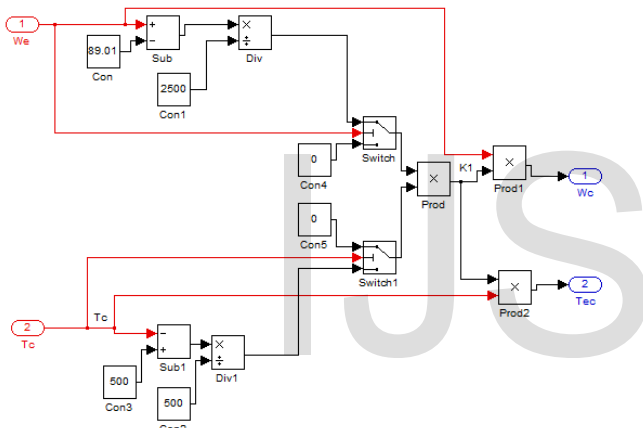 1
We
+
−
Sub
89.01
Con
×
÷
Div
2500
Con1
Switch
0
Con4
×
Prod
K1
×
Prod1
1
Wc
0
Con5
Switch1
×
Prod2
2
Tec
2
Tc
Tc
−
+
Sub1
×
÷
Div1
500
Con3
500
IJS